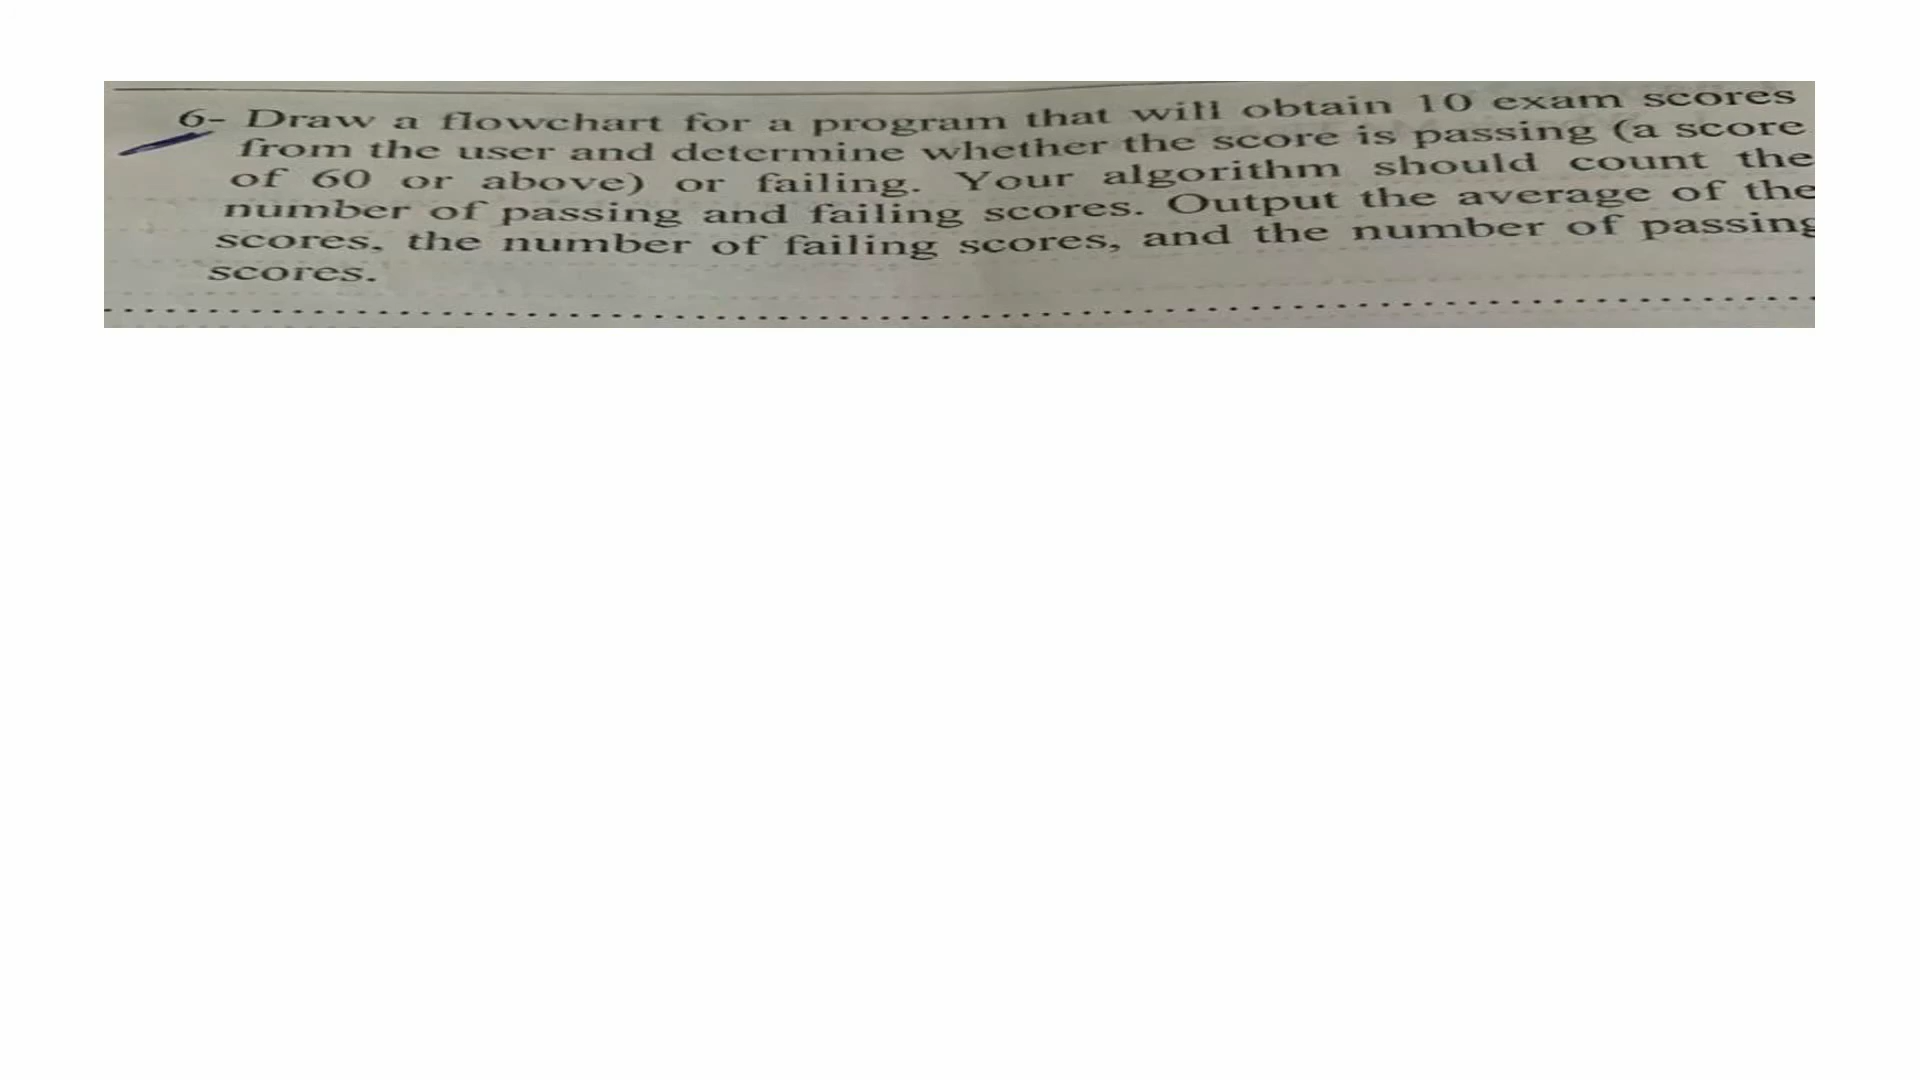 6- Draw a flowchart for a program that will obtain 10 exam scores
from the user and determine whether the score is passing (a score
of 60 or above) or failing. Your algorithm should count the
number of passing and failing scores. Output the average of the
scores, the number of failing scores, and the number of passing
scores.